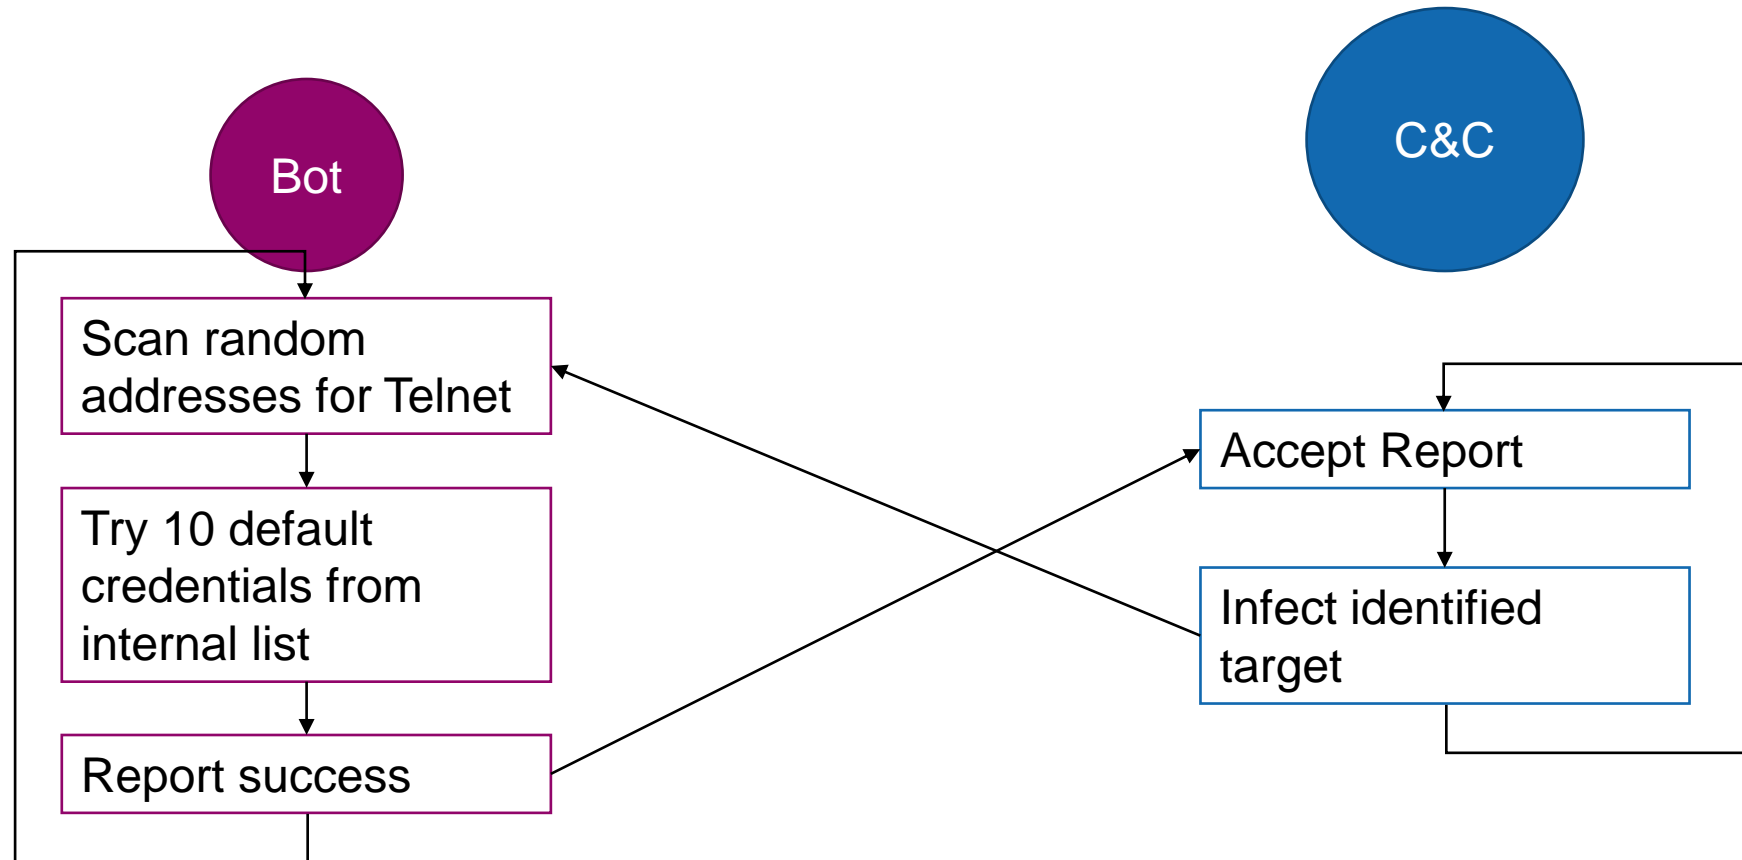 Bot
C&C
Scan random
addresses for Telnet
Try 10 default
credentials from
internal list
Report success
Accept Report
Infect identified
target